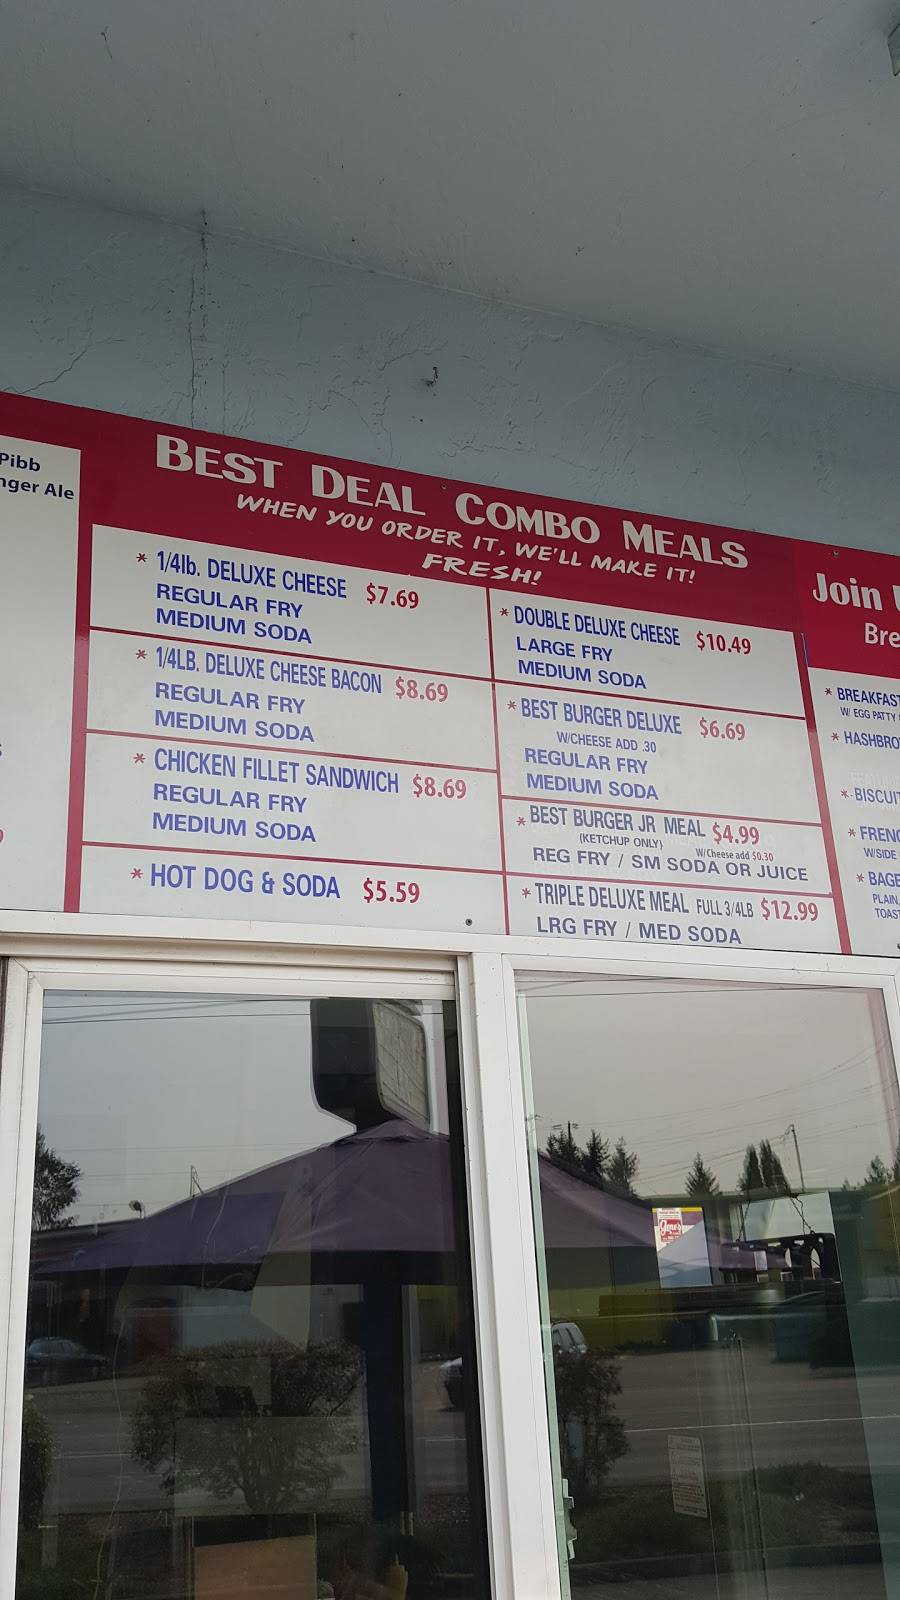 Pibb
Ale
BEST DEAL COMBO MEALS
WHEN YOU ORDER IT, WE'LL MAKE IT!
FRESH!
* 1/4lb. DELUXE CHEESE $7.69
REGULAR FRY
MEDIUM SODA
* 1/4LB. DELUXE CHEESE BACON $8.69
REGULAR FRY
MEDIUM SODA
* CHICKEN FILLET SANDWICH $8.69
REGULAR FRY
MEDIUM SODA
* HOT DOG & SODA $5.59
* DOUBLE DELUXE CHEESE $10.49
LARGE FRY
MEDIUM SODA
* BEST BURGER DELUXE $6.69
W/CHEESE ADD .30
REGULAR FRY
MEDIUM SODA
* BEST BURGER JR MEAL $4.99
(KETCHUP ONLY) W/Cheese add $0.30
REG FRY / SM SODA OR JUICE
* TRIPLE DELUXE MEAL FULL 3/4LB $12.99
LRG FRY / MED SODA
Join
Bre
* BREAKFAST
W/ EGG PATTY
* HASHBRO
* BISCUIT
* FRENC
W/SIDE
* BAGE
PLAIN,
TOAST